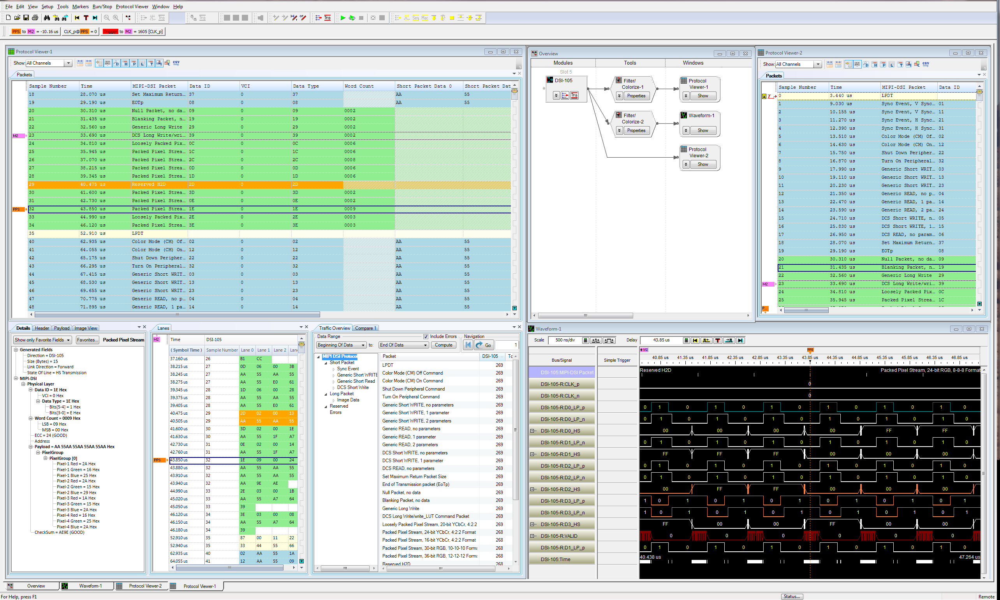 File Edit View Setup Tools Markers Run/Stop Protocol Viewer Window Help
PPS to M2 = -10.16 us CLK_p@PPS = 0 Trigger to M2 = 1605 [CLK_p]
Protocol Viewer-1
Show: All Channels
Packets
Sample Number Time MIPI-DSI Packet Data ID VCI Data Type Word Count Short Packet Data 0 Short Packet Dat
18 28.070 us Set Maximum Return... 37 0 37 AA 55
19 29.190 us EOTp 08 0 08 AA 55
20 30.310 us Null Packet, no da... 09 0 09 0002
21 31.435 us Blanking Packet, n... 19 0 19 0002
22 32.560 us Generic Long Write 29 0 29 0002
M2 23 33.690 us DCS Long Write/wri... 39 0 39 0002
24 34.810 us Loosely Packed Pix... 0C 0 0C 0006
25 35.945 us Packed Pixel Strea... 1C 0 1C 0006
26 37.070 us Packed Pixel Strea... 2C 0 2C 0008
27 38.215 us Packed Pixel Strea... 0D 0 0D 0006
28 39.345 us Packed Pixel Strea... 1D 0 1D 0006
29 40.475 us Reserved H2D 2D 0 2D
30 41.600 us Packed Pixel Strea... 3D 0 3D 0002
31 42.730 us Packed Pixel Strea... 0E 0 0E 0002
PPS 32 43.850 us Packed Pixel Strea... 1E 0 1E 0009
33 44.990 us Loosely Packed Pix... 2E 0 2E 0003
34 46.120 us Packed Pixel Strea... 3E 0 3E 0003
35 52.910 us LPDT
40 62.935 us Color Mode (CM) Of... 02 0 02 AA 55
41 64.055 us Color Mode (CM) On... 12 0 12 AA 55
42 65.175 us Shut Down Peripher... 22 0 22 AA 55
43 66.295 us Turn On Peripheral... 32 0 32 AA 55
44 67.415 us Generic Short WRIT... 03 0 03 AA 55
45 68.530 us Generic Short WRIT... 13 0 13 AA 55
46 69.655 us Generic Short WRIT... 23 0 23 AA 55
47 70.775 us Generic READ, no p... 04 0 04 AA 55
48 71.895 us Generic READ, 1 pa... 14 0 14 AA 55
Overview
Modules Tools Windows
Slot 5
DSI-105
Filter/
Colorize-1
Properties
Protocol
Viewer-1
Show
Filter/
Colorize-2
Properties
Waveform-1
Show
Protocol
Viewer-2
Show
Protocol Viewer-2
Show: All Channels
Packets
Sample Number Time MIPI-DSI Packet Data ID
0 3.440 us LPDT
1 9.030 us Sync Event, V Sync... 01
2 10.155 us Sync Event, V Sync... 11
3 11.270 us Sync Event, H Sync... 21
4 12.390 us Sync Event, H Sync... 31
5 13.510 us Color Mode (CM) Of... 02
6 14.630 us Color Mode (CM) On... 12
7 15.750 us Shut Down Peripher... 22
8 16.870 us Turn On Peripheral... 32
9 17.990 us Generic Short WRIT... 03
10 19.110 us Generic Short WRIT... 13
11 20.230 us Generic Short WRIT... 23
12 21.350 us Generic READ, no p... 04
13 22.470 us Generic READ, 1 pa... 14
14 23.590 us Generic READ, 2 pa... 24
15 24.710 us DCS Short WRITE, n... 05
16 25.830 us DCS Short WRITE, 1... 15
17 26.950 us DCS READ, no param... 06
18 28.070 us Set Maximum Return... 37
19 29.190 us EOTp 08
20 30.310 us Null Packet, no da... 09
21 31.435 us Blanking Packet, n... 19
22 32.560 us Generic Long Write 29
M2 23 33.690 us DCS Long Write/wri... 39
24 34.810 us Loosely Packed Pix... 0C
25 35.945 us Packed Pixel Strea... 1C
Details Header Payload Image View
Show only Favorite Fields Favorites... Packed Pixel Stream
Generated Fields
Direction = DSI-105
Size (Bytes) = 15
Link Direction = Forward
State Of Line = HS Transmission
MIPI-DSI
Physical Layer
Data ID = 1E Hex
VCI = 0 Hex
Data Type = 1E Hex
Bits[5-4] = 1 Hex
Bits[3-0] = E Hex
Word Count = 0009 Hex
LSB = 09 Hex
MSB = 00 Hex
ECC = 24 (GOOD)
Address
Payload = AA 55AA 55AA 55AA 55AA Hex
PixelGroup
PixelGroup [0]
Pixel-1 Red = 2A Hex
Pixel-1 Green = 16 Hex
Pixel-1 Blue = 25 Hex
Pixel-2 Red = 2A Hex
Pixel-2 Green = 15 Hex
Pixel-2 Blue = 29 Hex
Pixel-3 Red = 1A Hex
Pixel-3 Green = 15 Hex
Pixel-3 Blue = 2A Hex
Pixel-4 Red = 16 Hex
Pixel-4 Green = 25 Hex
Pixel-4 Blue = 2A Hex
CheckSum = AE9E (GOOD)
Lanes
M2 Time DSI-105
( Symbol Time ) Sample Number Lane 0 Lane 1 Lane 2 Lane
37.160 us 26 B1 CC
38.215 us 27 0D 06 00 3B
38.245 us 27 AA 55 AA 55
38.275 us 27 AA 55 E0 61
39.345 us 28 1D 06 00 28
39.375 us 28 AA 55 AA 55
39.405 us 28 AA 55 E0 61
40.475 us 29 2D 02 00 13
40.505 us 29 AA 55 AA 55
41.600 us 30 3D 02 00 1E
41.630 us 30 AA 55 1F A7
42.730 us 31 0E 02 00 14
42.760 us 31 AA 55 1F A7
PPS 43.850 us 32 1E 09 00 24
43.880 us 32 AA 55 AA 55
43.910 us 32 AA 55 AA 55
43.940 us 32 AA 9E AE
44.990 us 33 2E 03 00 1B
45.020 us 33 AA 55 A7 64
45.050 us 33 39
46.120 us 34 3E 03 00 08
46.150 us 34 AA 55 A7 64
46.180 us 34 39
52.910 us 35 87 00 11 22
52.940 us 35 33 44 55 66
62.935 us 40 02 AA 55 1A
64.055 us 41 12 AA 55 09
Traffic Overview Compare 1
Data Range Include Errors Navigation
Beginning Of Data to: End Of Data Compute Go 1
MIPI DSI Protocol
Short Packet
Sync Event
Generic Short WRITE
Generic Short Read
DCS Short Write
Long Packet
Image Data
Reserved
Errors
Packet DSI-105
LPDT 269
Color Mode (CM) Off Command 269
Color Mode (CM) On Command 269
Shut Down Peripheral Command 269
Turn On Peripheral Command 269
Generic Short WRITE, no parameters 269
Generic Short WRITE, 1 parameter 269
Generic Short WRITE, 2 parameters 269
Generic READ, no parameters 269
Generic READ, 1 parameter 269
Generic READ, 2 parameters 269
DCS Short WRITE, no parameters 269
DCS Short WRITE, 1 parameter 269
DCS READ, no parameters 269
Set Maximum Return Packet Size 269
End of Transmission packet (EoTp) 269
Null Packet, no data 269
Blanking Packet, no data 269
Generic Long Write 269
DCS Long Write/write_LUT Command Packet 269
Loosely Packed Pixel Stream, 20-bit YCbCr, 4:2:2 269
Packed Pixel Stream, 24-bit YCbCr, 4:2:2 Format 268
Packed Pixel Stream, 16-bit YCbCr, 4:2:2 Format 268
Packed Pixel Stream, 30-bit RGB, 10-10-10 Forma 268
Packed Pixel Stream, 36-bit RGB, 12-12-12 Forma 268
Reserved H2D 268
Waveform-1
Scale 500 ns/div Delay 43.85 us
Bus/Signal Simple Trigger
M2 PPS
40.85 us 41.35 us 41.85 us 42.35 us 42.85 us 43.35 us 43.85 us 44.35 us 44.85 us 45.35 us 45.85 us 46.35 us 46.85 us
DSI-105:MIPI-DSI Packet Reserved H2D Packed Pixel Stream, 24-bit RGB, 8-8-8 Format
DSI-105-R:CLK_p 0
DSI-105-R:CLK_n 0
DSI-105-R:D0_LP_p 0 1 0 1 0 1 0 1 0 1 0 1 0
DSI-105-R:D0_LP_n 0 1 0 1 0 1 0 1 0 1 0 1 0
DSI-105-R:D0_HS 00 00 00 00 FF FF
DSI-105-R:D1_LP_n 0 1 0 1 0 1 0 1 0 1 0 1 0
DSI-105-R:D1_HS FF FF FF 00 00 00
DSI-105-R:D2_LP_p 0 1 0 1 0 1 0 1 0 1 0 1 0
DSI-105-R:D2_LP_n 0 1 0 1 0 1 0 1 0 1 0 1 0
DSI-105-R:D2_HS 00 FF FF 00 00 00
DSI-105-R:D3_LP_p 1 0 1 0 1 0 1 0 1 0 1 0 1
DSI-105-R:D3_LP_n 1 0 1 0 1 0 1 0 1 0 1 0 1
DSI-105-R:D3_HS FF 00 00 FF 00 00
DSI-105-R:VALID 0 0 0 0 0 0
DSI-105-R:D1_LP_p 0 1 0 1 0 1 0 1 0 1 0 1 0
DSI-105:Time 40.438 us 47.264 us
Overview Waveform-1 Protocol Viewer-2 Protocol Viewer-1
For Help, press F1 Status... Remote